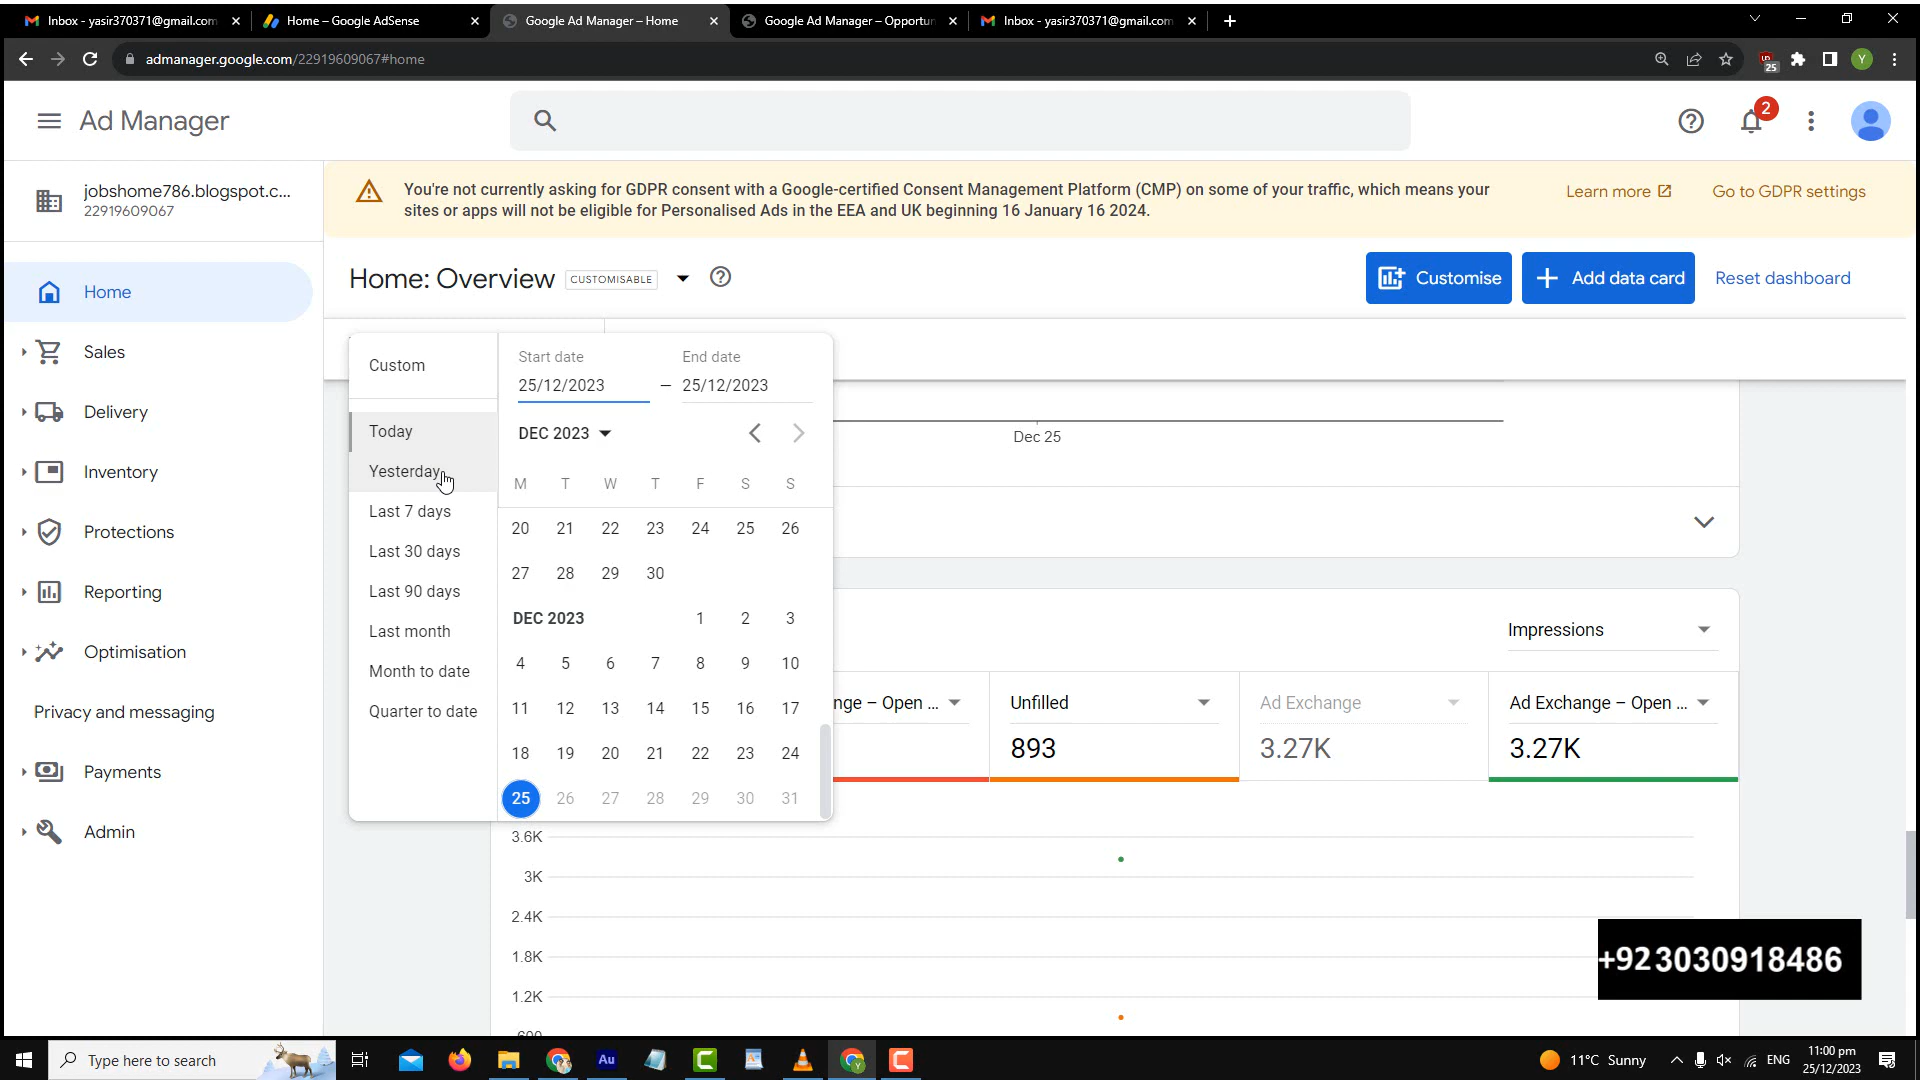 Inbox - yasir370371@gmail.com
Home – Google AdSense
Google Ad Manager – Home
Google Ad Manager – Opportun
Inbox - yasir370371@gmail.com
admanager.google.com/22919609067#home
25
Y
Ad Manager
2
jobshome786.blogspot.c...
22919609067
You're not currently asking for GDPR consent with a Google-certified Consent Management Platform (CMP) on some of your traffic, which means your
sites or apps will not be eligible for Personalised Ads in the EEA and UK beginning 16 January 16 2024.
Learn more
Go to GDPR settings
Home: Overview
CUSTOMISABLE
Customise
Add data card
Reset dashboard
Home
Sales
Delivery
Inventory
Protections
Reporting
Optimisation
Privacy and messaging
Payments
Admin
Custom
Today
Yesterday
Last 7 days
Last 30 days
Last 90 days
Last month
Month to date
Quarter to date
Start date
End date
25/12/2023 – 25/12/2023
DEC 2023
M T W T F S S
20 21 22 23 24 25 26
27 28 29 30
DEC 2023 1 2 3
4 5 6 7 8 9 10
11 12 13 14 15 16 17
18 19 20 21 22 23 24
25 26 27 28 29 30 31
Dec 25
Impressions
nge – Open ...
Unfilled
893
Ad Exchange
3.27K
Ad Exchange – Open ...
3.27K
3.6K
3K
2.4K
1.8K
1.2K
600
+923030918486
Type here to search
Au
Y
11°C Sunny
ENG
11:00 pm
25/12/2023